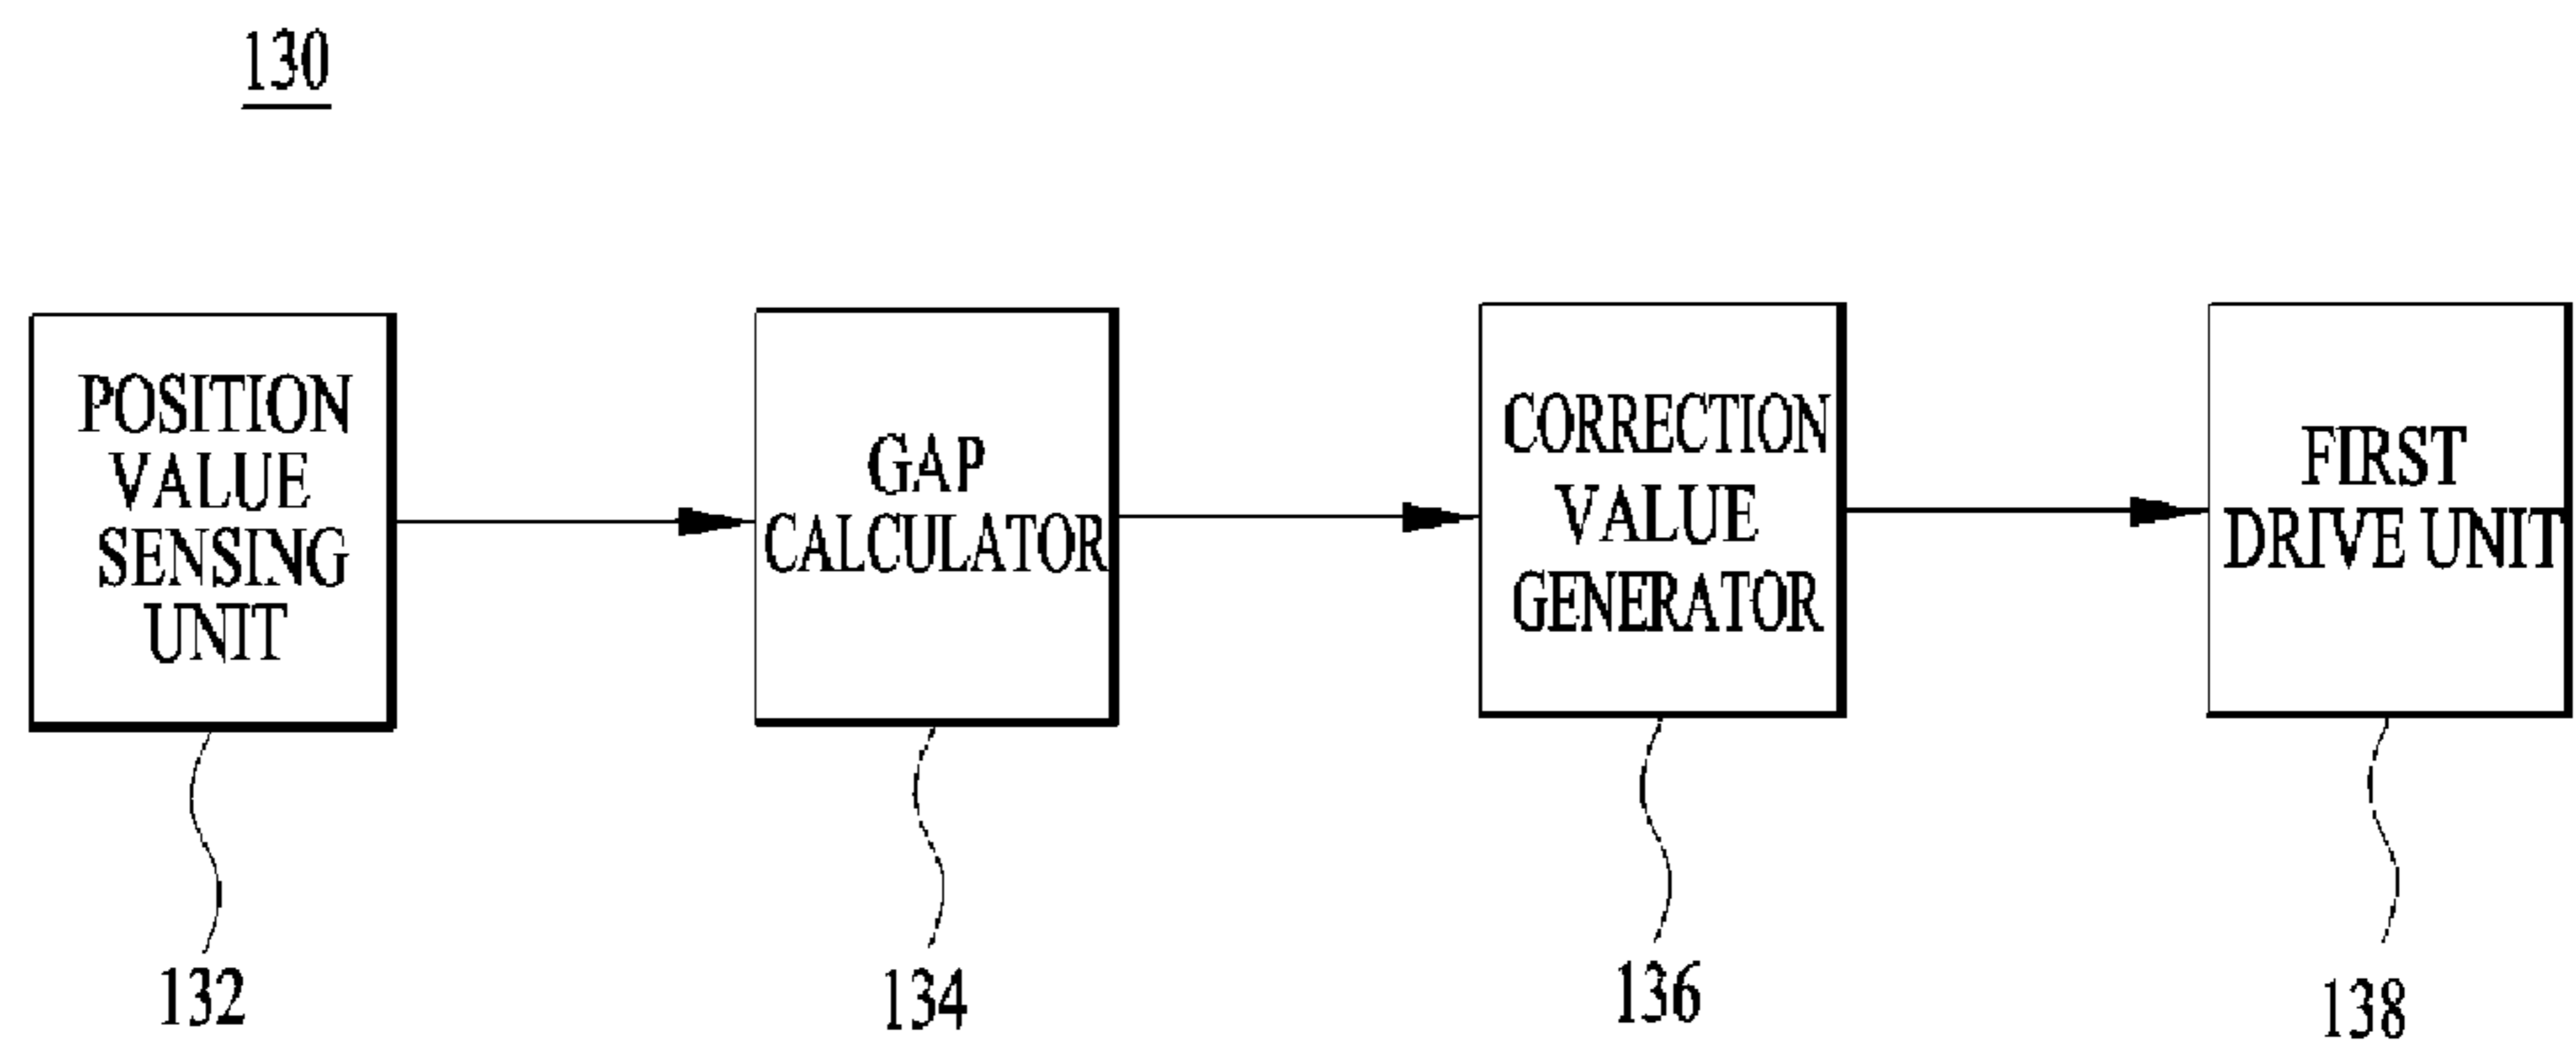 130
POSITION
VALUE
SENSING
UNIT
GAP
CALCULATOR
CORRECTION
VALUE
GENERATOR
FIRST
DRIVE UNIT
132
134
136
138